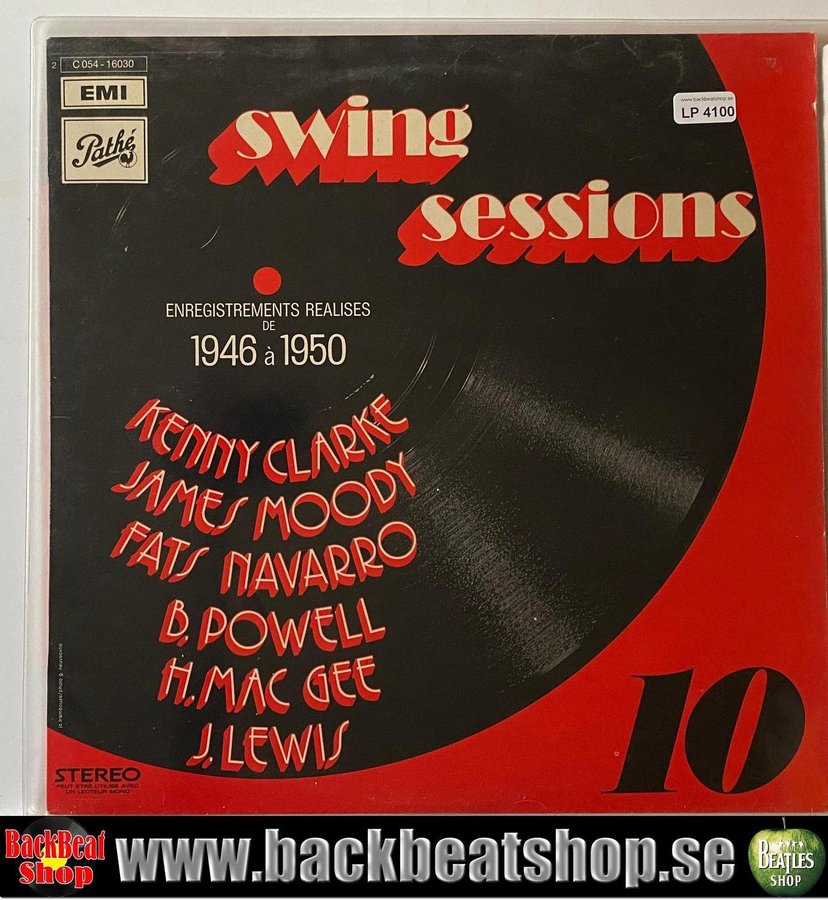 2 C 054 - 16030
EMI
Pathé
www.backbeatshop.se
LP 4100
swing
sessions
ENREGISTREMENTS REALISES
DE
1946 à 1950
KENNY CLARKE
JAMES MOODY
FATS NAVARRO
B. POWELL
H. MAC GEE
J. LEWIS
10
STEREO
PEUT ETRE UTILISE AVEC
UN LECTEUR MONO
BackBeat
Shop
www.backbeatshop.se
BEATLES
SHOP